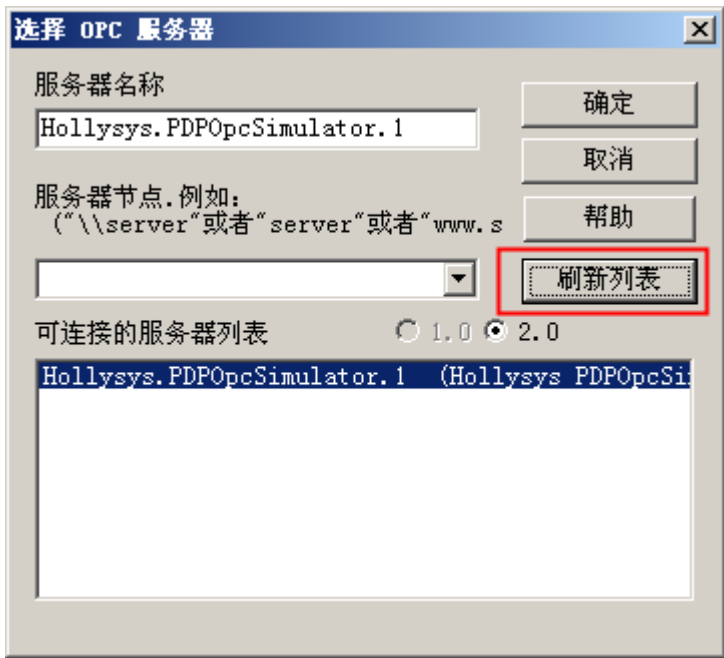 选择 OPC 服务器
服务器名称
确定
Hollysys.PDPOpcSimulator.1
取消
服务器节点.例如:
("\\server"或者"server"或者"www.s
帮助
刷新列表
可连接的服务器列表 1.0 2.0
Hollysys.PDPOpcSimulator.1 (Hollysys PDPOpcSi